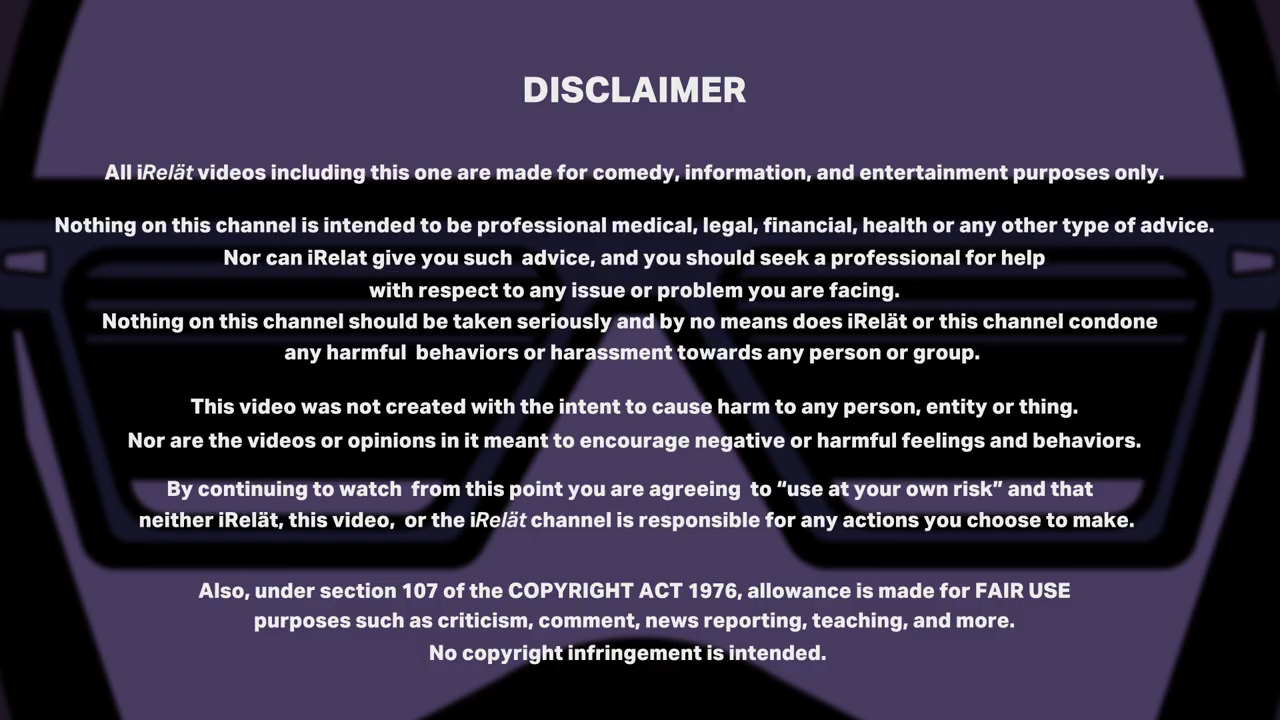 DISCLAIMER
All iRelät videos including this one are made for comedy, information, and entertainment purposes only.
Nothing on this channel is intended to be professional medical, legal, financial, health or any other type of advice.
Nor can iRelat give you such advice, and you should seek a professional for help
with respect to any issue or problem you are facing.
Nothing on this channel should be taken seriously and by no means does iRelät or this channel condone
any harmful behaviors or harassment towards any person or group.
This video was not created with the intent to cause harm to any person, entity or thing.
Nor are the videos or opinions in it meant to encourage negative or harmful feelings and behaviors.
By continuing to watch from this point you are agreeing to “use at your own risk” and that
neither iRelät, this video, or the iRelät channel is responsible for any actions you choose to make.
Also, under section 107 of the COPYRIGHT ACT 1976, allowance is made for FAIR USE
purposes such as criticism, comment, news reporting, teaching, and more.
No copyright infringement is intended.